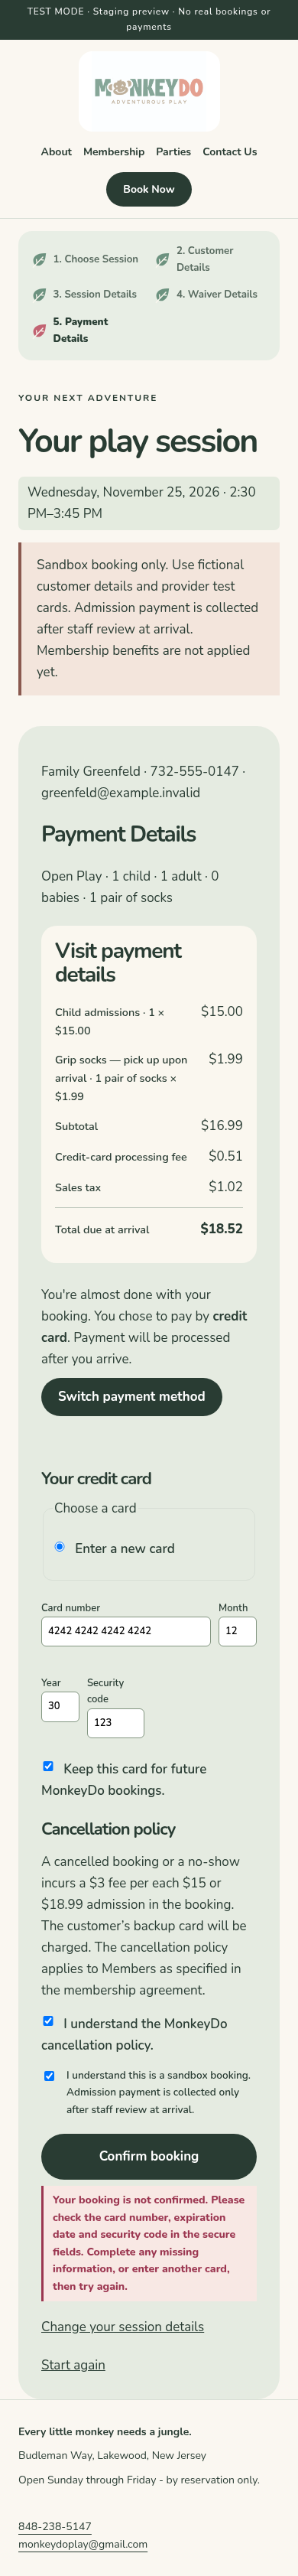 TEST MODE · Staging preview · No real bookings or
payments
MONKEYDO
ADVENTUROUS PLAY
About Membership Parties Contact Us
Book Now
1. Choose Session
2. Customer
Details
3. Session Details
4. Waiver Details
5. Payment
Details
YOUR NEXT ADVENTURE
Your play session
Wednesday, November 25, 2026 · 2:30
PM–3:45 PM
Sandbox booking only. Use fictional
customer details and provider test
cards. Admission payment is collected
after staff review at arrival.
Membership benefits are not applied
yet.
Family Greenfeld · 732-555-0147 ·
greenfeld@example.invalid
Payment Details
Open Play · 1 child · 1 adult · 0
babies · 1 pair of socks
Visit payment
details
Child admissions · 1 × $15.00
$15.00
Grip socks — pick up upon $1.99
arrival · 1 pair of socks ×
$1.99
Subtotal $16.99
Credit-card processing fee $0.51
Sales tax $1.02
Total due at arrival $18.52
You're almost done with your
booking. You chose to pay by credit
card. Payment will be processed
after you arrive.
Switch payment method
Your credit card
Choose a card
Enter a new card
Card number Month
4242 4242 4242 4242 12
Year Security
code
30 123
Keep this card for future
MonkeyDo bookings.
Cancellation policy
A cancelled booking or a no-show
incurs a $3 fee per each $15 or
$18.99 admission in the booking.
The customer's backup card will be
charged. The cancellation policy
applies to Members as specified in
the membership agreement.
I understand the MonkeyDo
cancellation policy.
I understand this is a sandbox booking.
Admission payment is collected only
after staff review at arrival.
Confirm booking
Your booking is not confirmed. Please
check the card number, expiration
date and security code in the secure
fields. Complete any missing
information, or enter another card,
then try again.
Change your session details
Start again
Every little monkey needs a jungle.
Budleman Way, Lakewood, New Jersey
Open Sunday through Friday - by reservation only.
848-238-5147
monkeydoplay@gmail.com